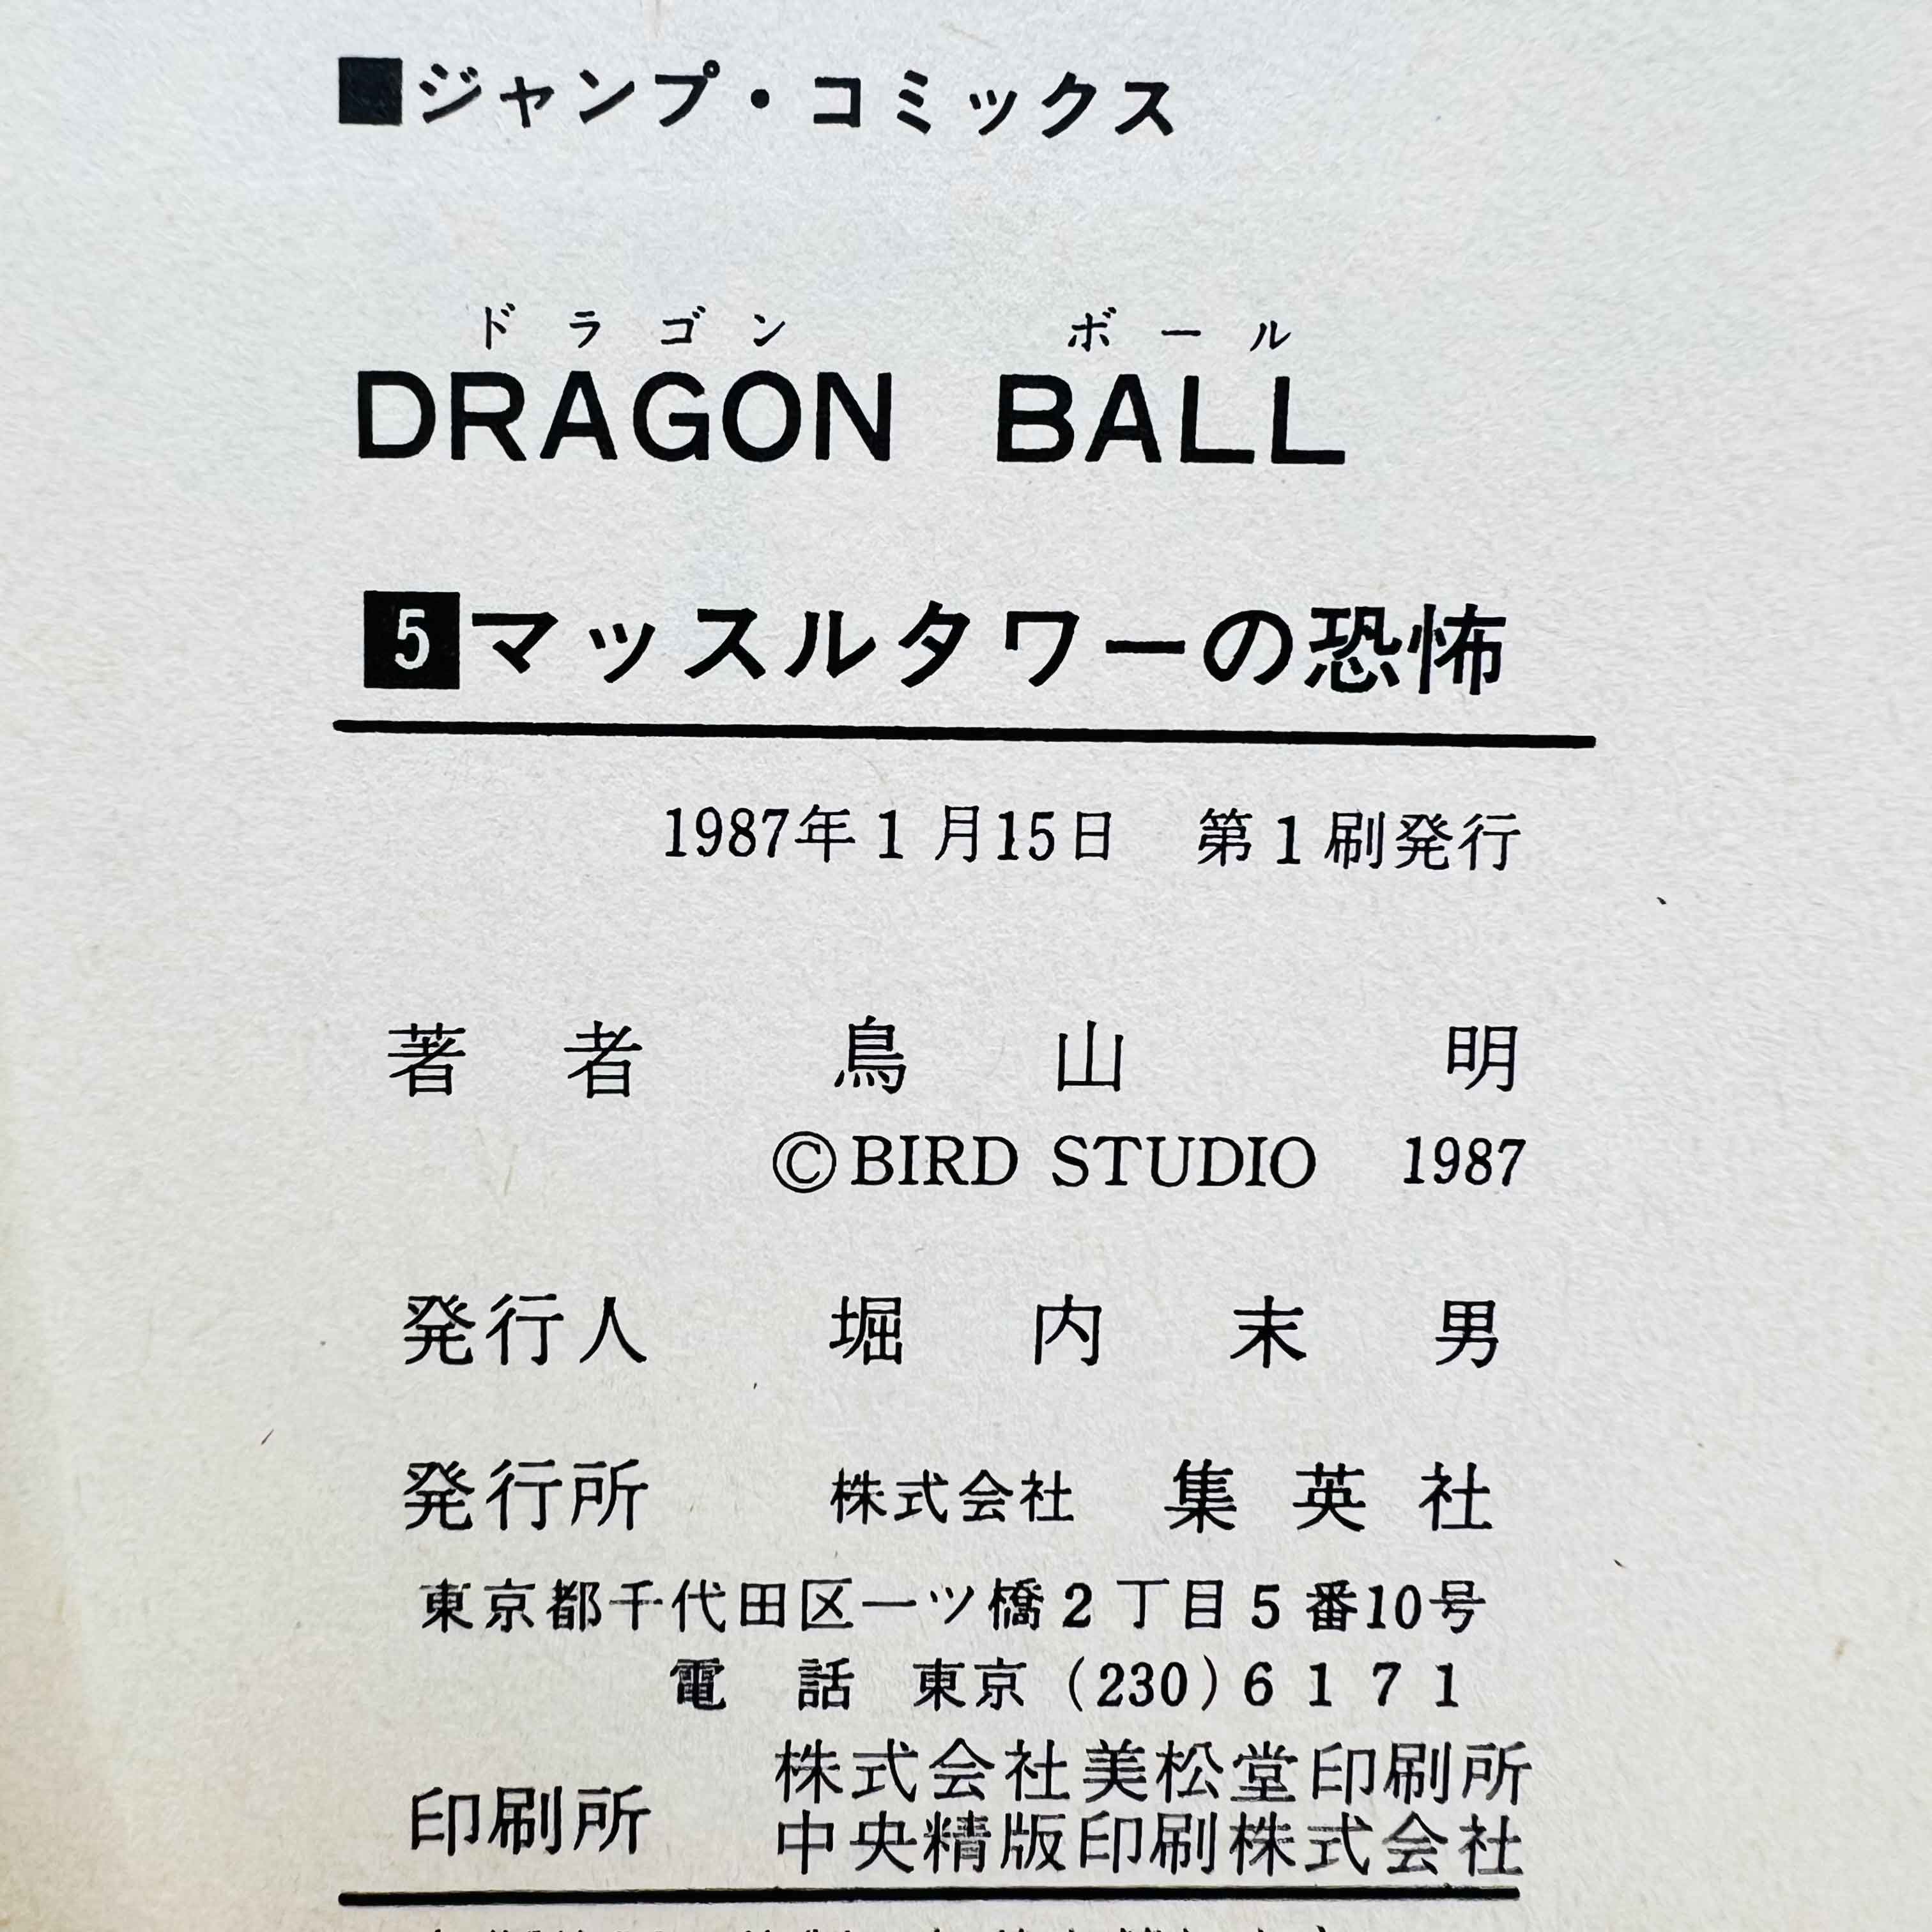 ■ジャンプ・コミックス
ドラゴン ボール
DRAGON BALL
5 マッスルタワーの恐怖
1987年1月15日 第1刷発行
著者 鳥山明
©BIRD STUDIO 1987
発行人 堀内末男
発行所 株式会社 集英社
東京都千代田区一ツ橋2丁目5番10号
電話 東京(230)6171
印刷所 株式会社美松堂印刷所
中央精版印刷株式会社